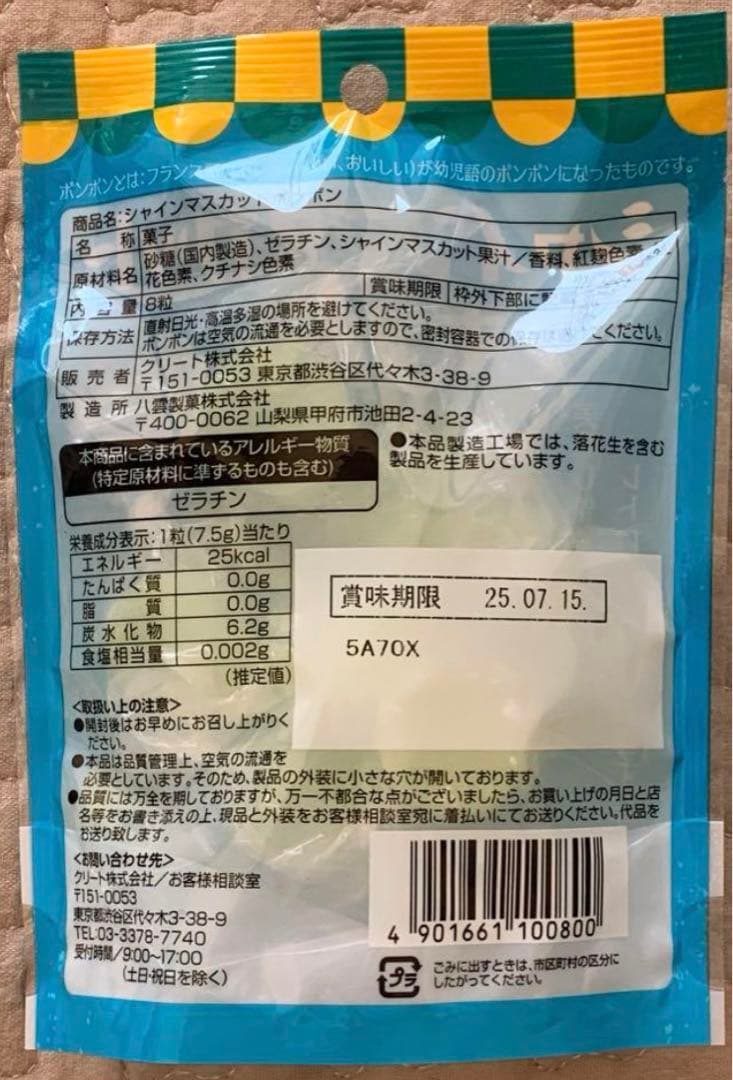 ボンボンとは:フランス おいしい)が幼児語のボンボンになったものです。
商品名:シャインマスカット ボン
名称 菓子
原材料名 砂糖(国内製造)、ゼラチン、シャインマスカット果汁/香料、紅麹色素、
花色素、クチナシ色素
内容量 8粒 賞味期限 枠外下部に
保存方法 直射日光・高温多湿の場所を避けてください。
ボンボンは空気の流通を必要としますので、密封容器での ください。
販売者 クリート株式会社
〒151-0053 東京都渋谷区代々木3-38-9
製造所 八雲製菓株式会社
〒400-0062 山梨県甲府市池田2-4-23
本商品に含まれているアレルギー物質
(特定原材料に準ずるものも含む)
ゼラチン
●本品製造工場では、落花生を含む
製品を生産しています。
栄養成分表示:1粒(7.5g)当たり
エネルギー 25kcal
たんぱく質 0.0g
脂質 0.0g
炭水化物 6.2g
食塩相当量 0.002g
(推定値)
賞味期限 25.07.15.
5A70X
<取扱い上の注意>
●開封後はお早めにお召し上がりく
ださい。
●本品は品質管理上、空気の流通を
必要としています。そのため、製品の外装に小さな穴が開いております。
●品質には万全を期しておりますが、万一不都合な点がございましたら、お買い上げの月日と店
名等をお書き添えの上、現品と外装をお客様相談室宛に着払いにてお送りください。代品を
お送り致します。
<お問い合わせ先>
クリート株式会社/お客様相談室
〒151-0053
東京都渋谷区代々木3-38-9
TEL:03-3378-7740
受付時間/9:00~17:00
(土日・祝日を除く)
4 901661 100800
プラ
ごみに出すときは、市区町村の区分に
したがってください。